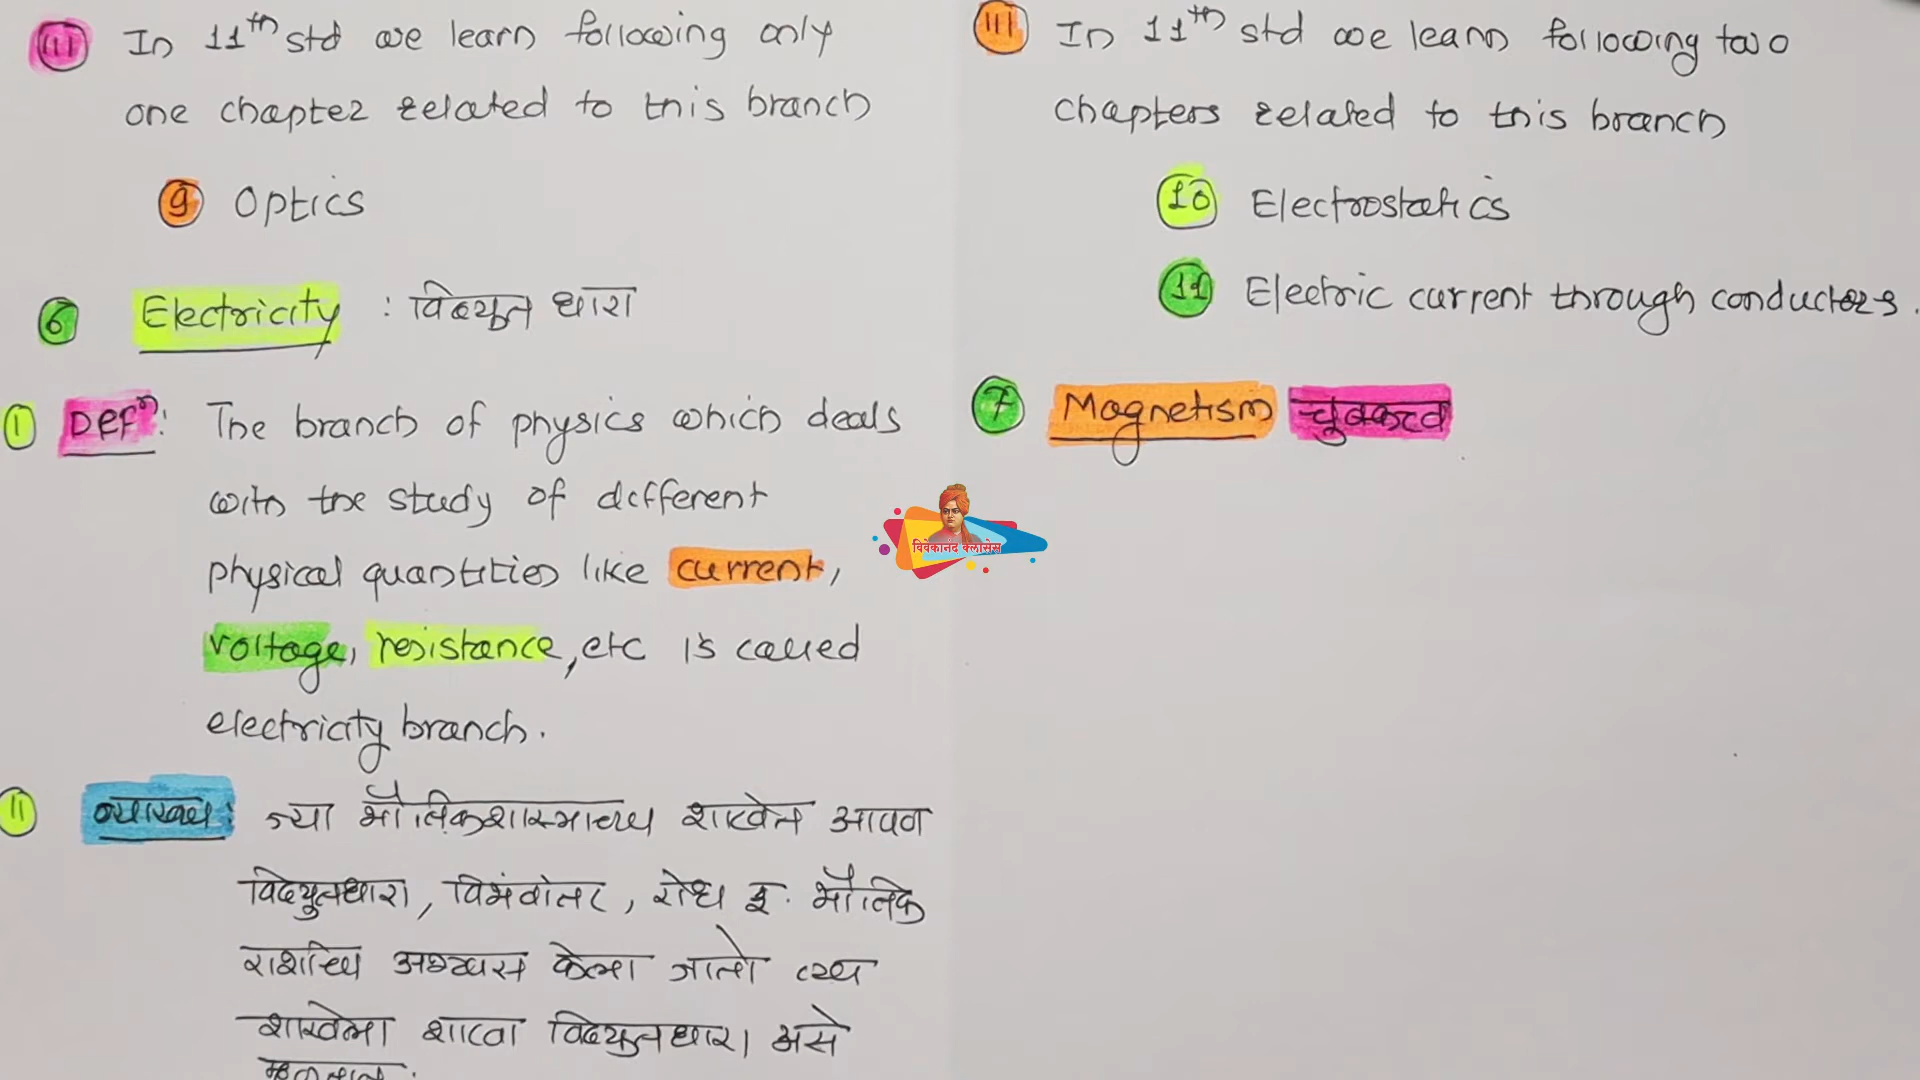 III In 11th std we learn following only
one chapter related to this branch
9 Optics
6 Electricity : विद्युत धारा
I Defⁿ: The branch of physics which deals
with the study of different
physical quantities like current,
voltage, resistance, etc is called
electricity branch.
II व्याख्या: ज्या भौतिकशास्त्राच्या शाखेत आपण
विद्युतधारा, विभवांतर, रोध इ. भौतिक
राशींचा अभ्यास केला जातो त्या
शाखेला शाखा विद्युतधारा असे
म्हणतात.
III In 11th std we learn following two
chapters related to this branch
10 Electrostatics
11 Electric current through conductors.
7 Magnetism चुंबकत्व
विवेकानंद क्लासेस